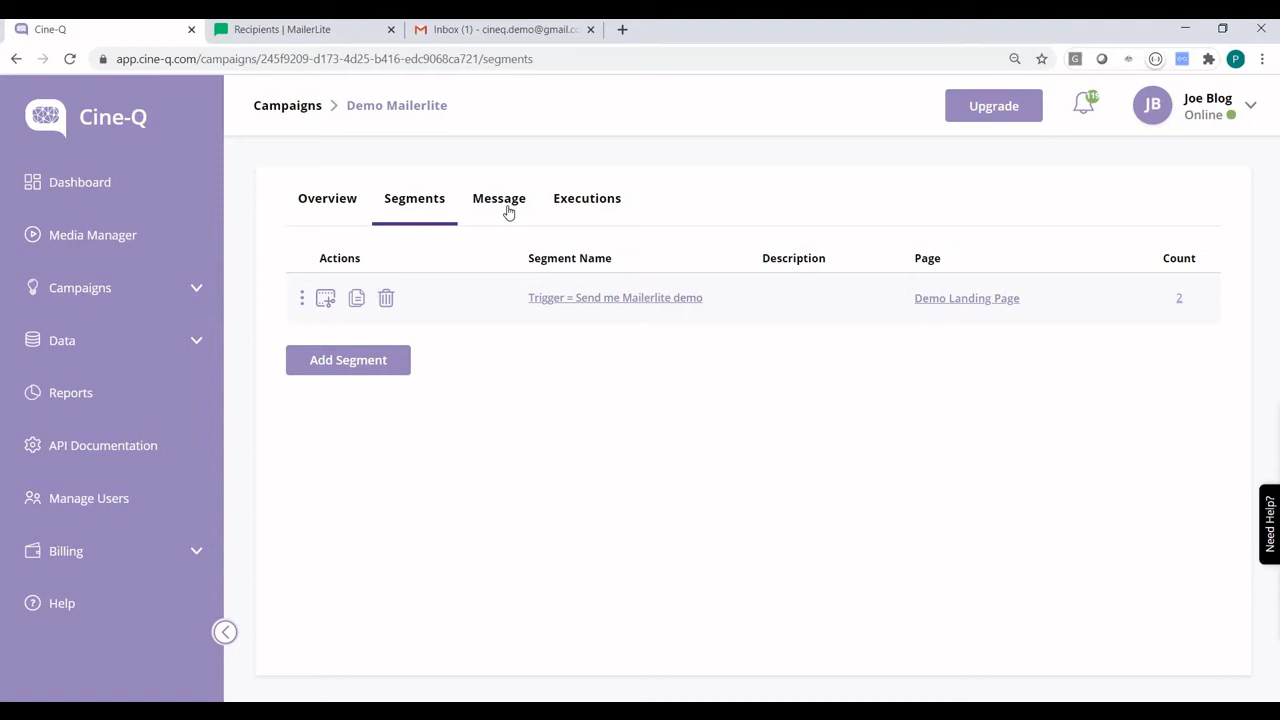 Cine-Q
Recipients | MailerLite
Inbox (1) - cineq.demo@gmail.co
app.cine-q.com/campaigns/245f9209-d173-4d25-b416-edc9068ca721/segments
P
Cine-Q
Campaigns > Demo Mailerlite
Upgrade
119
JB
Joe Blog
Online
Dashboard
Media Manager
Campaigns
Data
Reports
API Documentation
Manage Users
Billing
Help
Overview Segments Message Executions
Actions Segment Name Description Page Count
Trigger = Send me Mailerlite demo Demo Landing Page 2
Add Segment
Need Help?